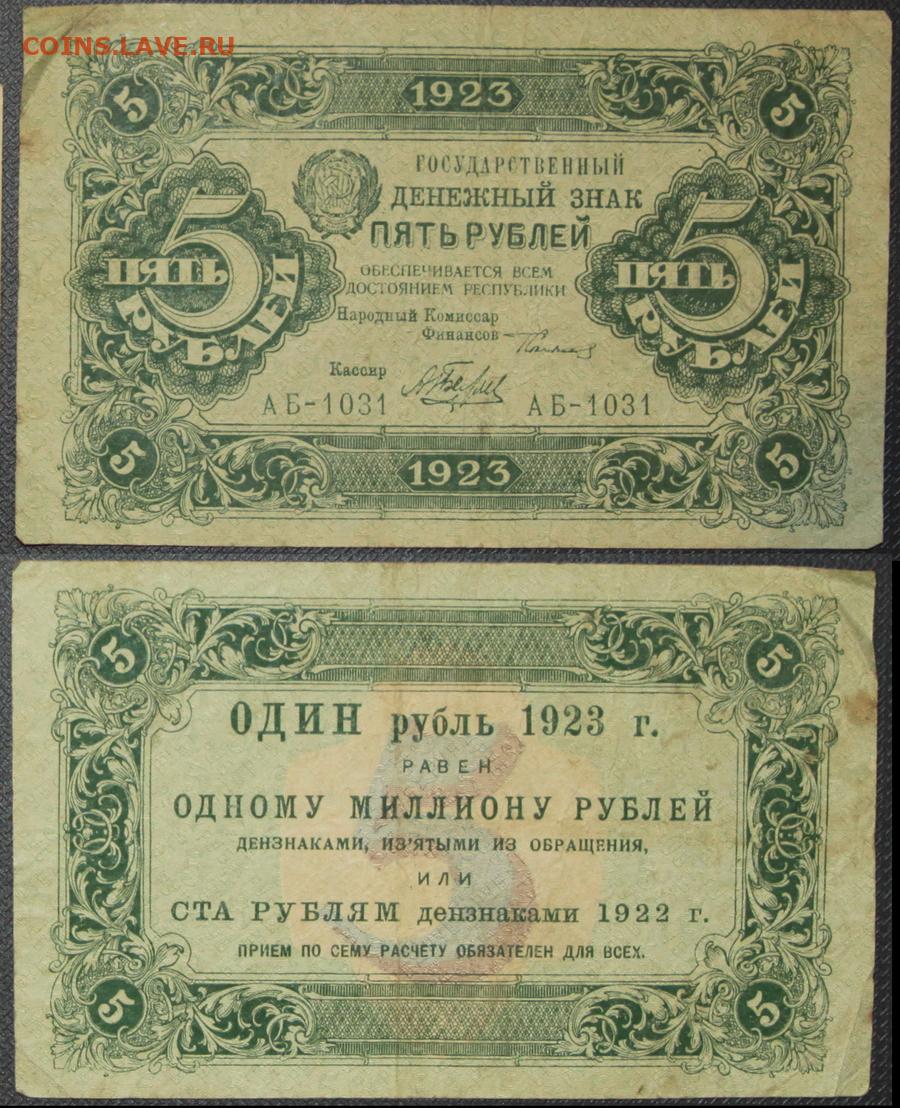 COINS.LAVE.RU
5 1923 5
ГОСУДАРСТВЕННЫЙ
ДЕНЕЖНЫЙ ЗНАК
ПЯТЬ РУБЛЕЙ
ОБЕСПЕЧИВАЕТСЯ ВСЕМ
ДОСТОЯНИЕМ РЕСПУБЛИКИ
5 ПЯТЬ РУБЛЕЙ
5 ПЯТЬ РУБЛЕЙ
Народный Комиссар
Финансов
Кассир
АБ-1031 АБ-1031
5 1923 5
5 5
ОДИН рубль 1923 г.
РАВЕН
ОДНОМУ МИЛЛИОНУ РУБЛЕЙ
ДЕНЗНАКАМИ, ИЗ'ЯТЫМИ ИЗ ОБРАЩЕНИЯ,
ИЛИ
СТА РУБЛЯМ дензнаками 1922 г.
ПРИЕМ ПО СЕМУ РАСЧЕТУ ОБЯЗАТЕЛЕН ДЛЯ ВСЕХ.
5
5 5